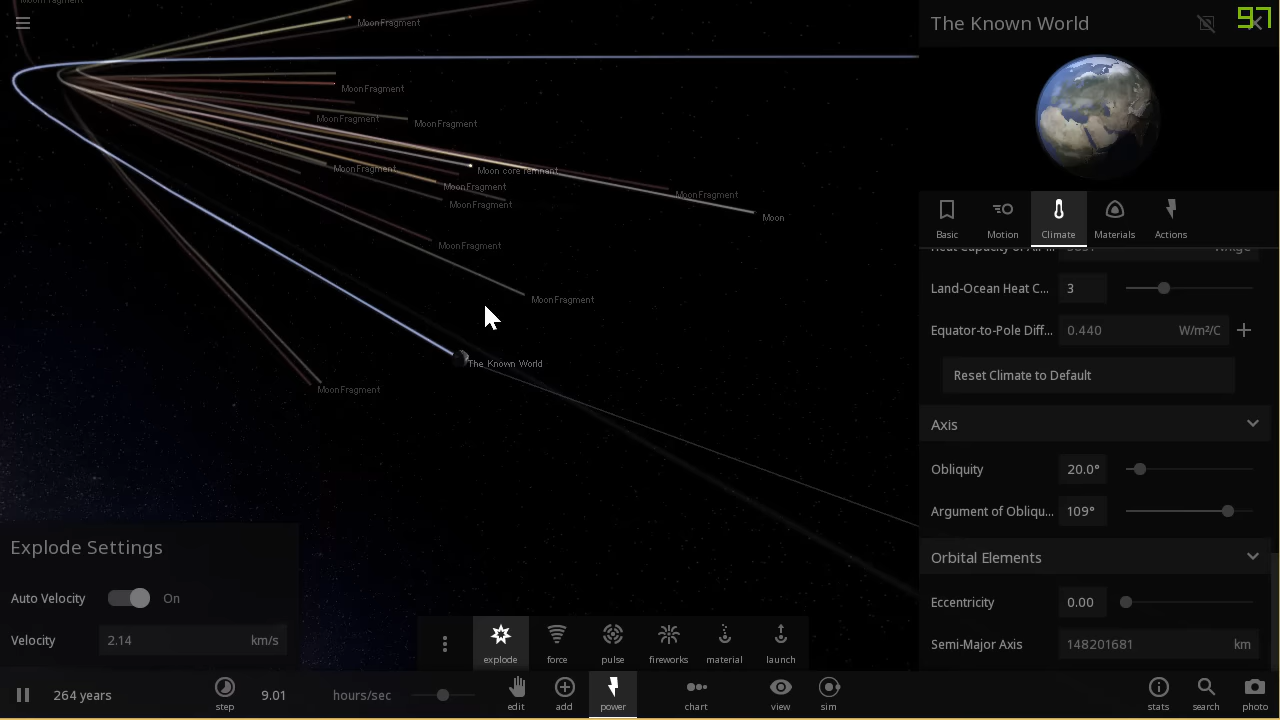 MoonFragment
MoonFragment
MoonFragment
MoonFragment
MoonFragment
Moon core remnant
MoonFragment
MoonFragment
MoonFragment
MoonFragment
Moon
MoonFragment
MoonFragment
The Known World
MoonFragment
The Known World
97
Basic
Motion
Climate
Materials
Actions
Land-Ocean Heat C... 3
Equator-to-Pole Diff... 0.440 W/m²/C
Reset Climate to Default
Axis
Obliquity 20.0°
Argument of Obliqu... 109°
Orbital Elements
Eccentricity 0.00
Semi-Major Axis 148201681 km
Explode Settings
Auto Velocity On
Velocity 2.14 km/s
explode
force
pulse
fireworks
material
launch
264 years
step
9.01 hours/sec
edit
add
power
chart
view
sim
stats
search
photo